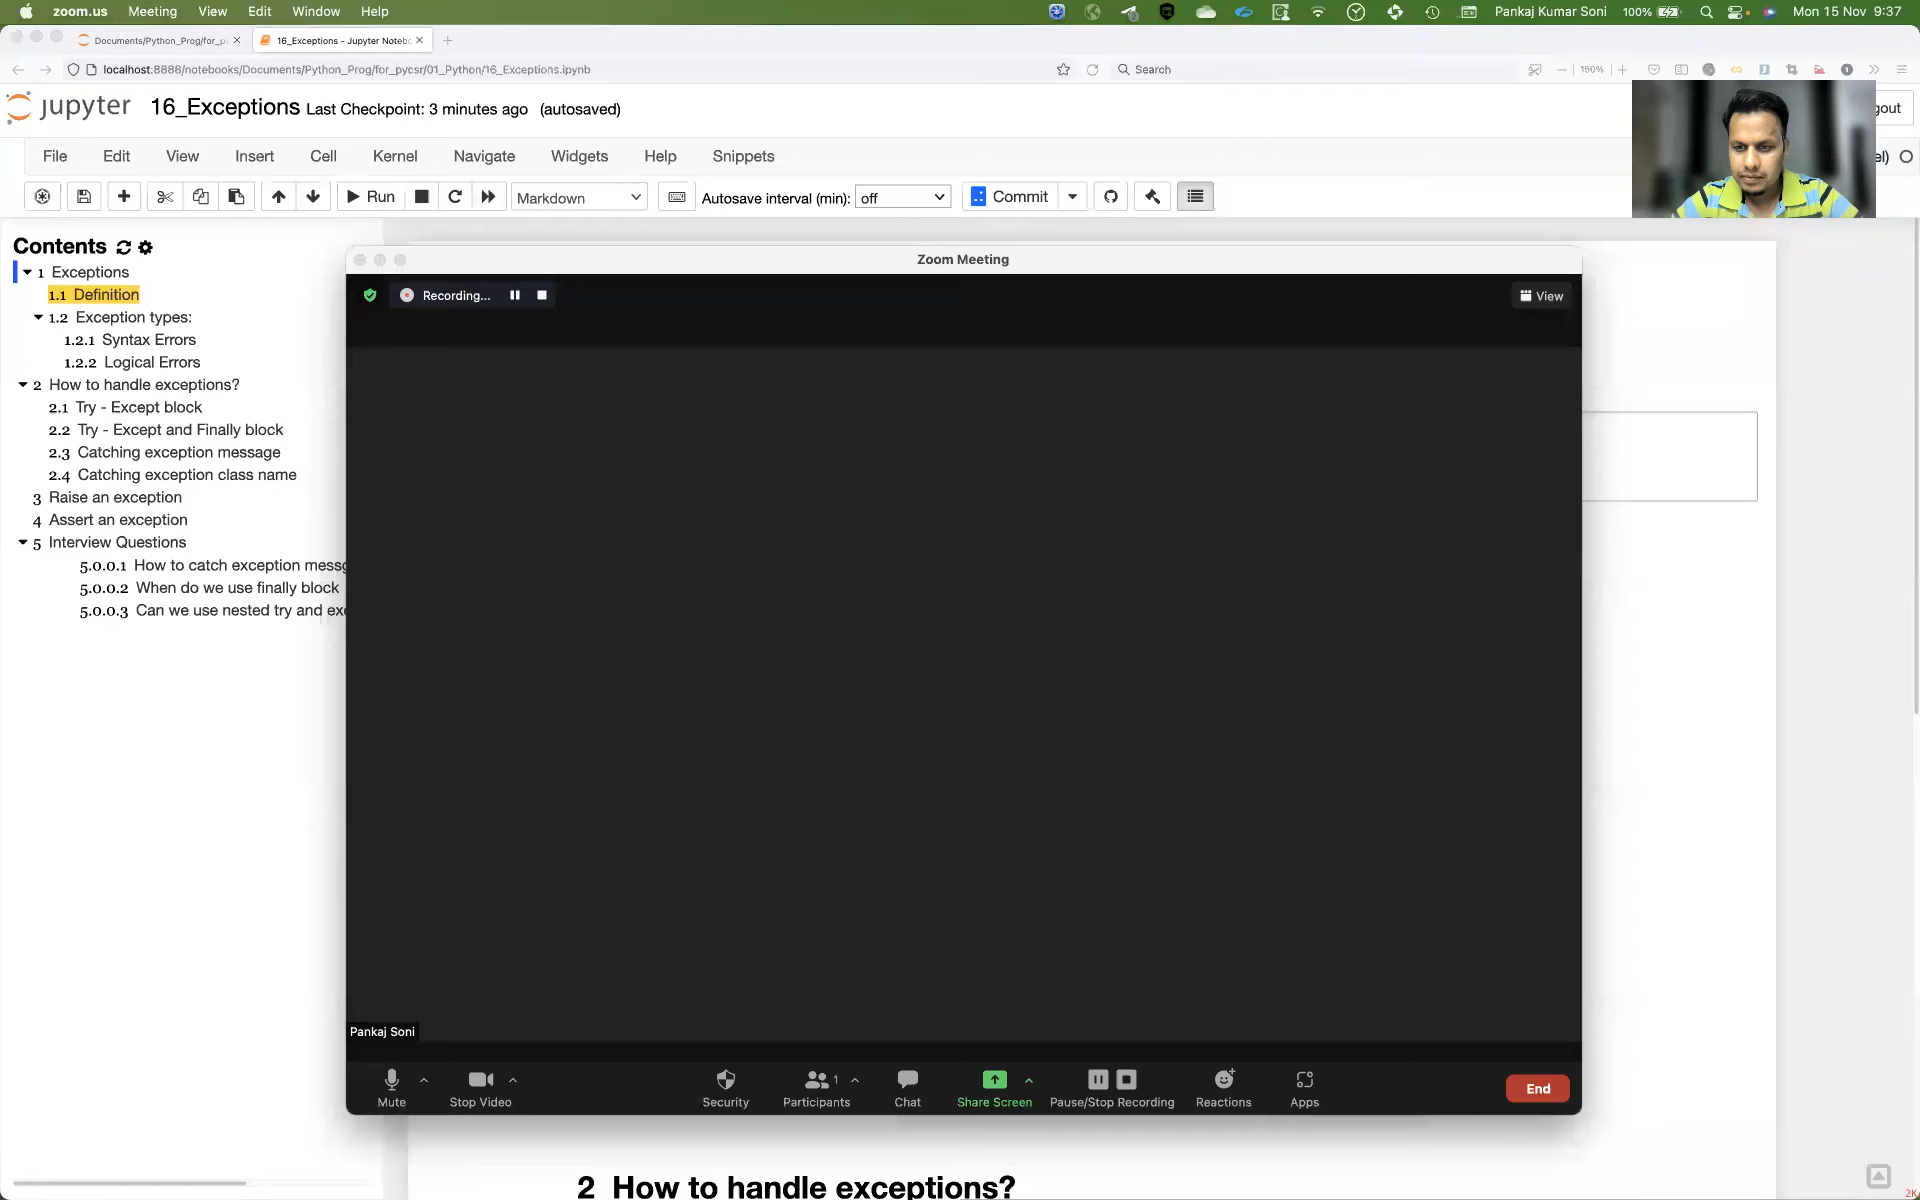 zoom.us Meeting View Edit Window Help Pankaj Kumar Soni 100% Mon 15 Nov 9:37
Documents/Python_Prog/for_p 16_Exceptions - Jupyter Notebo
localhost:8888/notebooks/Documents/Python_Prog/for_pycsr/01_Python/16_Exceptions.ipynb Search 150%
jupyter 16_Exceptions Last Checkpoint: 3 minutes ago (autosaved) gout
File Edit View Insert Cell Kernel Navigate Widgets Help Snippets el)
Run Markdown Autosave interval (min): off Commit
Contents
1 Exceptions
1.1 Definition
1.2 Exception types:
1.2.1 Syntax Errors
1.2.2 Logical Errors
2 How to handle exceptions?
2.1 Try - Except block
2.2 Try - Except and Finally block
2.3 Catching exception message
2.4 Catching exception class name
3 Raise an exception
4 Assert an exception
5 Interview Questions
5.0.0.1 How to catch exception messg
5.0.0.2 When do we use finally block
5.0.0.3 Can we use nested try and exe
Zoom Meeting
Recording... View
Pankaj Soni
1
Mute Stop Video Security Participants Chat Share Screen Pause/Stop Recording Reactions Apps End
2 How to handle exceptions?
2K